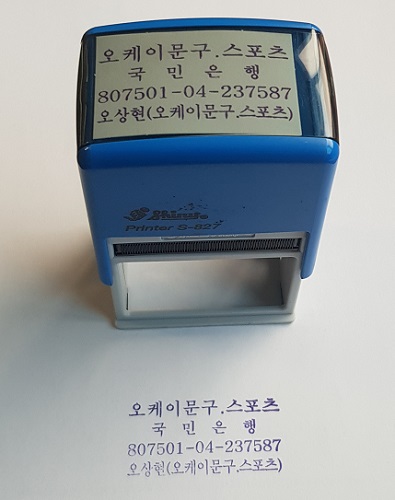 오케이문구.스포츠
국 민 은 행
807501-04-237587
오상현(오케이문구.스포츠)
Shiny
Printer S-827
오케이문구.스포츠
국 민 은 행
807501-04-237587
오상현(오케이문구.스포츠)